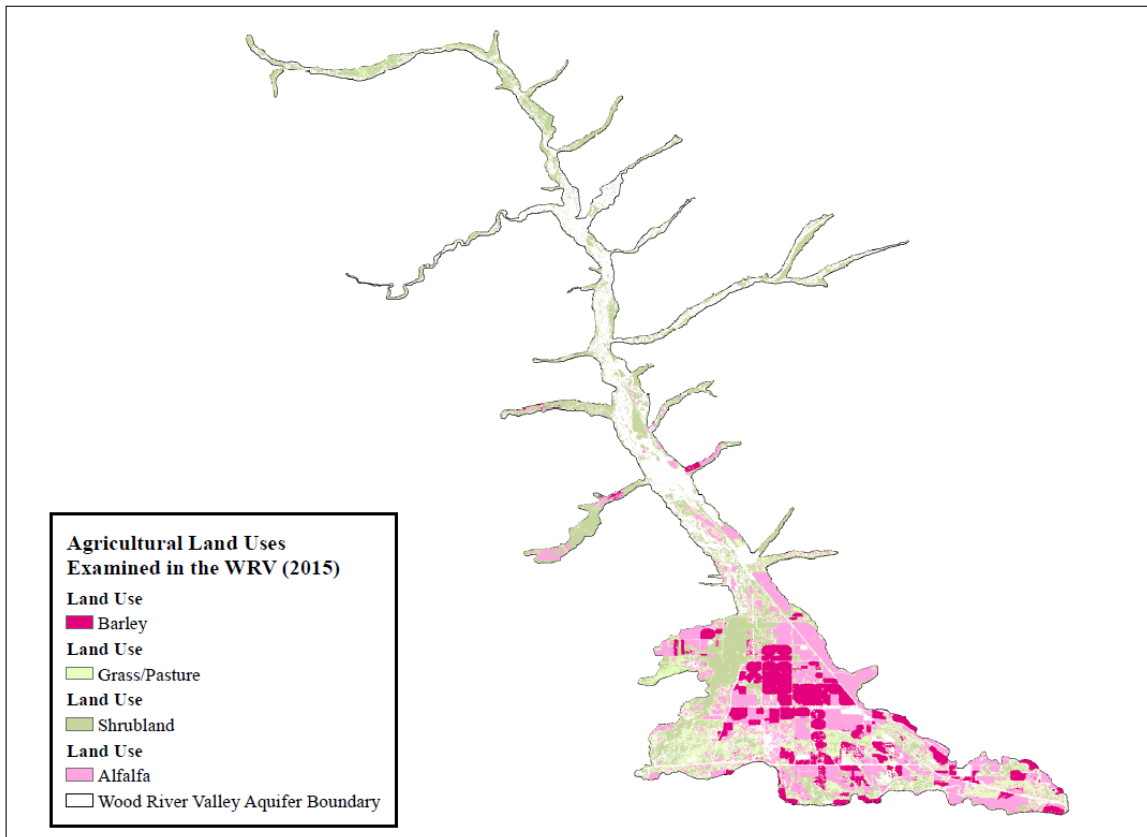 Agricultural Land Uses
Examined in the WRV (2015)
Land Use
Barley
Land Use
Grass/Pasture
Land Use
Shrubland
Land Use
Alfalfa
Wood River Valley Aquifer Boundary